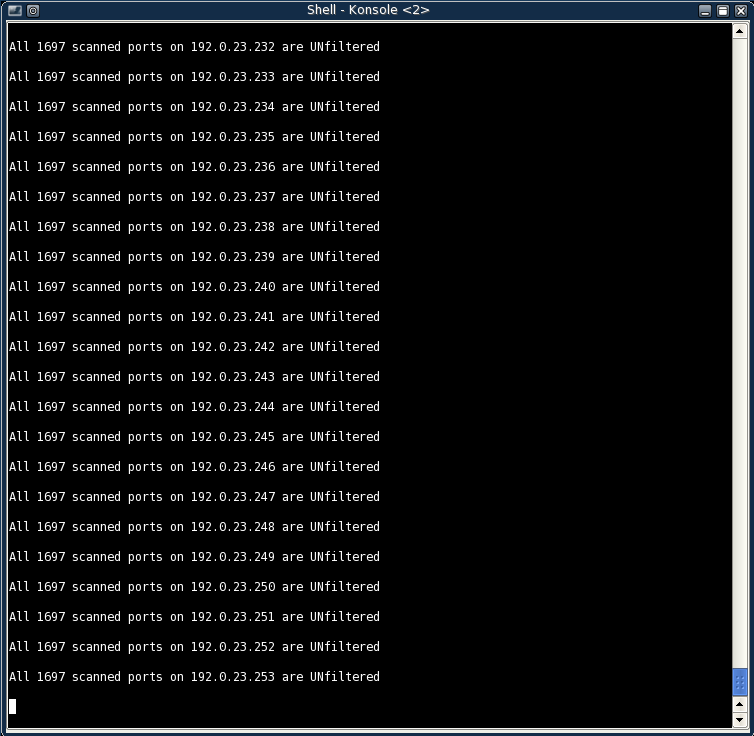 Shell - Konsole <2>
All 1697 scanned ports on 192.0.23.232 are UNfiltered
All 1697 scanned ports on 192.0.23.233 are UNfiltered
All 1697 scanned ports on 192.0.23.234 are UNfiltered
All 1697 scanned ports on 192.0.23.235 are UNfiltered
All 1697 scanned ports on 192.0.23.236 are UNfiltered
All 1697 scanned ports on 192.0.23.237 are UNfiltered
All 1697 scanned ports on 192.0.23.238 are UNfiltered
All 1697 scanned ports on 192.0.23.239 are UNfiltered
All 1697 scanned ports on 192.0.23.240 are UNfiltered
All 1697 scanned ports on 192.0.23.241 are UNfiltered
All 1697 scanned ports on 192.0.23.242 are UNfiltered
All 1697 scanned ports on 192.0.23.243 are UNfiltered
All 1697 scanned ports on 192.0.23.244 are UNfiltered
All 1697 scanned ports on 192.0.23.245 are UNfiltered
All 1697 scanned ports on 192.0.23.246 are UNfiltered
All 1697 scanned ports on 192.0.23.247 are UNfiltered
All 1697 scanned ports on 192.0.23.248 are UNfiltered
All 1697 scanned ports on 192.0.23.249 are UNfiltered
All 1697 scanned ports on 192.0.23.250 are UNfiltered
All 1697 scanned ports on 192.0.23.251 are UNfiltered
All 1697 scanned ports on 192.0.23.252 are UNfiltered
All 1697 scanned ports on 192.0.23.253 are UNfiltered